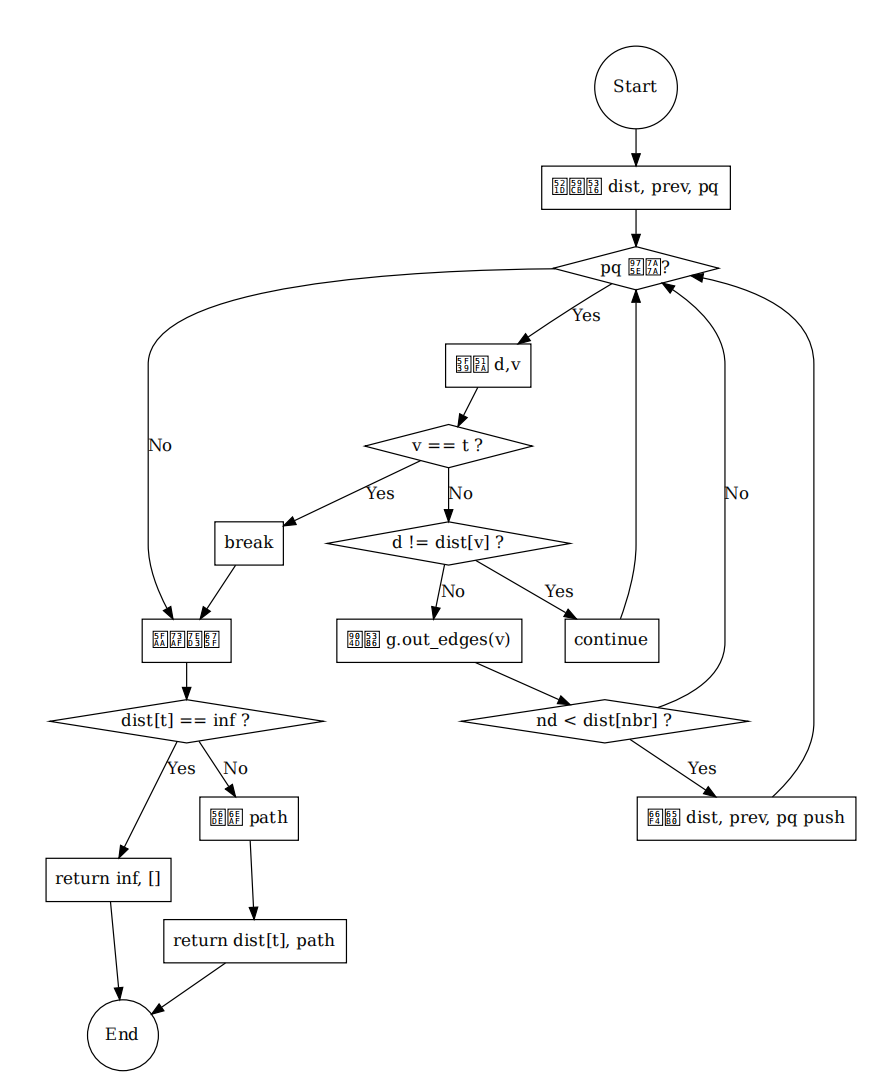 Start
dist, prev, pq
pq ?
Yes
d,v
v == t ?
No
Yes
No
No
break
d != dist[v] ?
No
Yes
g.out_edges(v)
continue
dist[t] == inf ?
nd < dist[nbr] ?
Yes
No
Yes
path
dist, prev, pq push
return inf, []
return dist[t], path
End